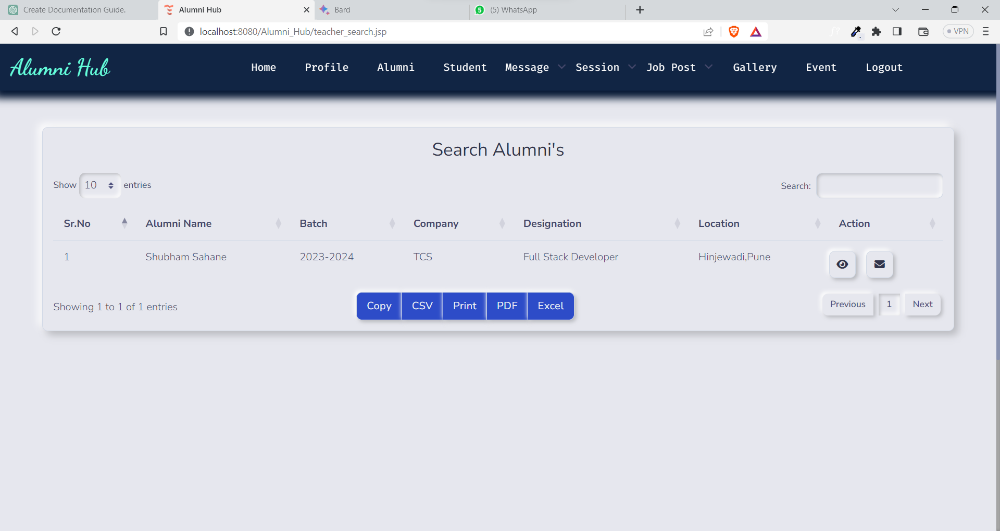 Create Documentation Guide.
Alumni Hub
Bard
5 (5) WhatsApp
localhost:8080/Alumni_Hub/teacher_search.jsp
VPN
Alumni Hub
Home Profile Alumni Student Message Session Job Post Gallery Event Logout
Search Alumni's
Show 10 entries
Search:
Sr.No Alumni Name Batch Company Designation Location Action
1 Shubham Sahane 2023-2024 TCS Full Stack Developer Hinjewadi,Pune
Showing 1 to 1 of 1 entries
Copy CSV Print PDF Excel
Previous 1 Next